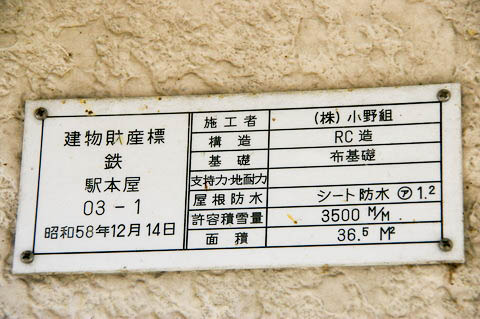 建物財産標
鉄
駅本屋
03-1
昭和58年12月14日
施工者 (株)小野組
構造 RC造
基礎 布基礎
支持力・地耐力
屋根防水 シート防水 ㋐1.2
許容積雪量 3500 M/M
面積 36.5 M²